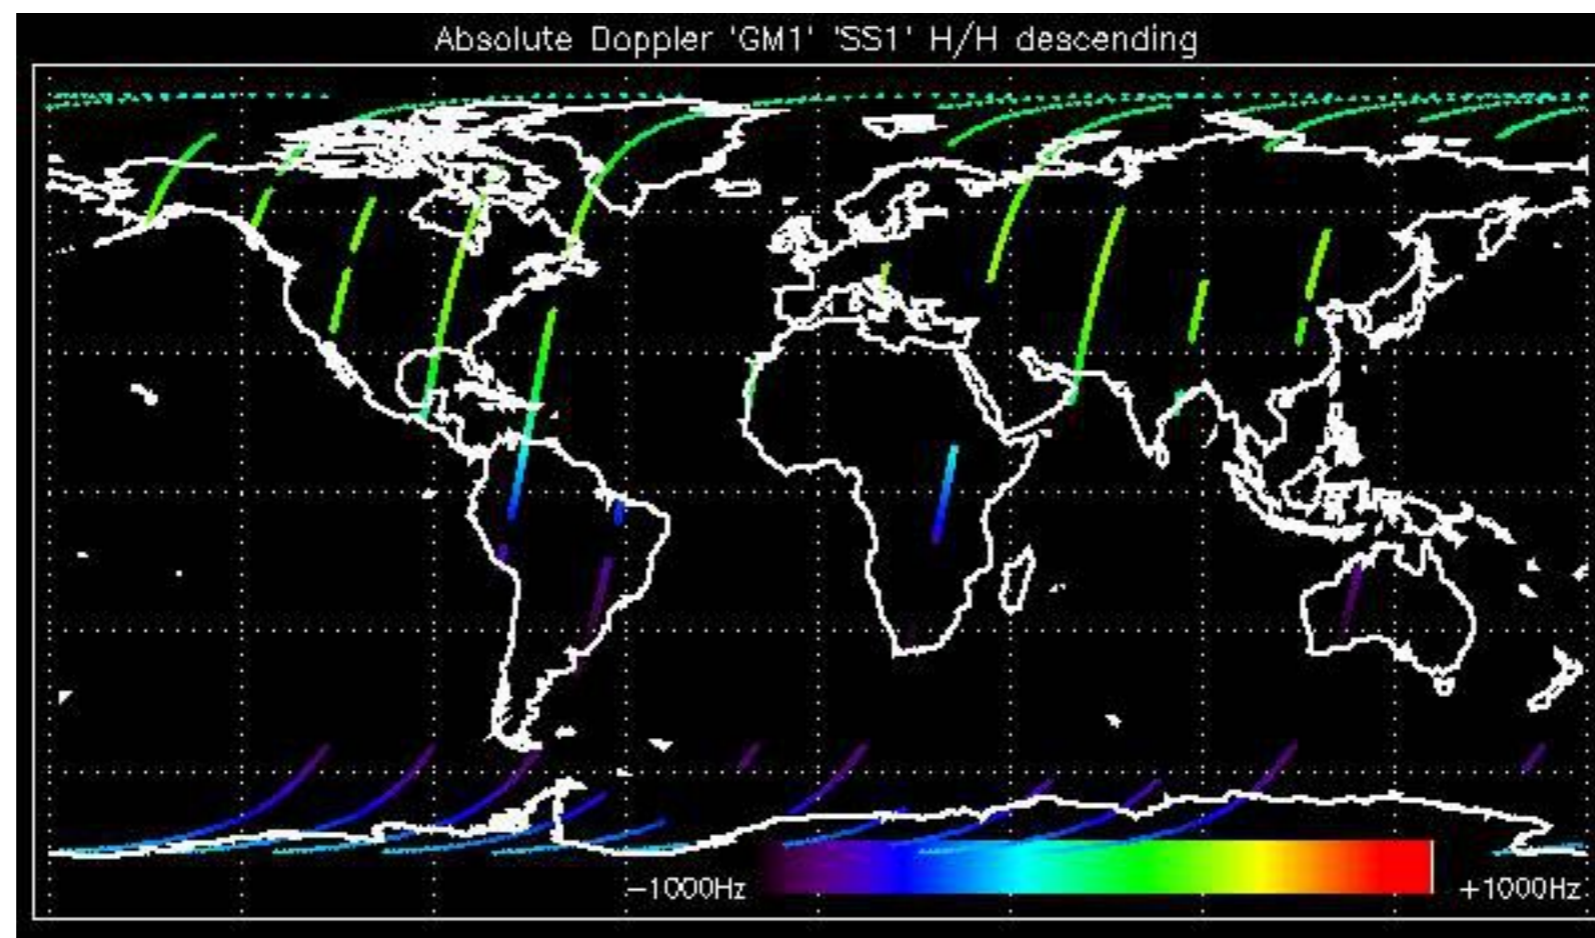 Absolute Doppler 'GM1' 'SS1' H/H descending
−1000Hz +1000Hz